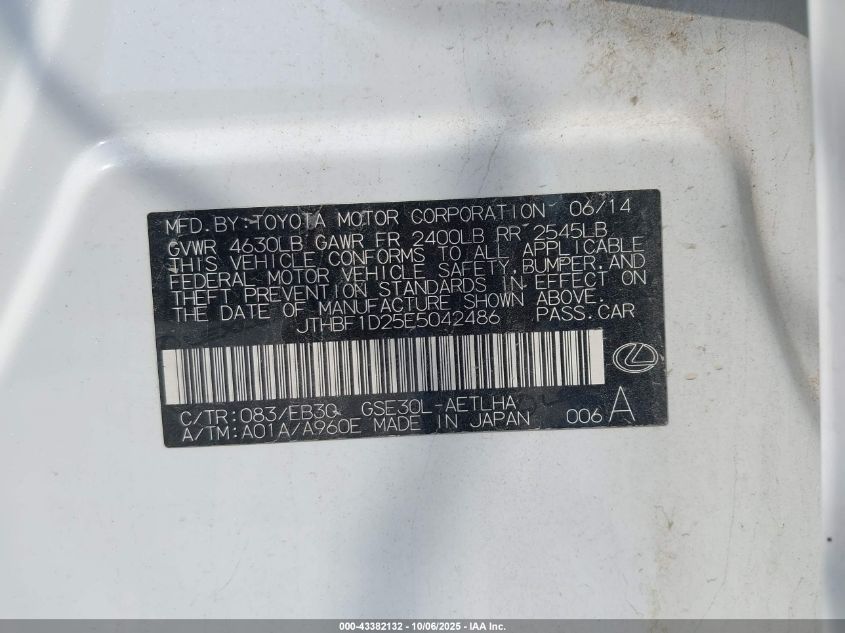 MFD. BY: TOYOTA MOTOR CORPORATION 06/14
GVWR 4630LB GAWR FR 2400LB RR 2545LB
THIS VEHICLE CONFORMS TO ALL APPLICABLE
FEDERAL MOTOR VEHICLE SAFETY, BUMPER, AND
THEFT PREVENTION STANDARDS IN EFFECT ON
THE DATE OF MANUFACTURE SHOWN ABOVE.
JTHBF1D25E5042486 PASS.CAR
C/TR:083/EB30 GSE30L-AETLHA
A/TM:A01A/A960E MADE IN JAPAN 006 A
000-43382132 - 10/06/2025 - IAA Inc.